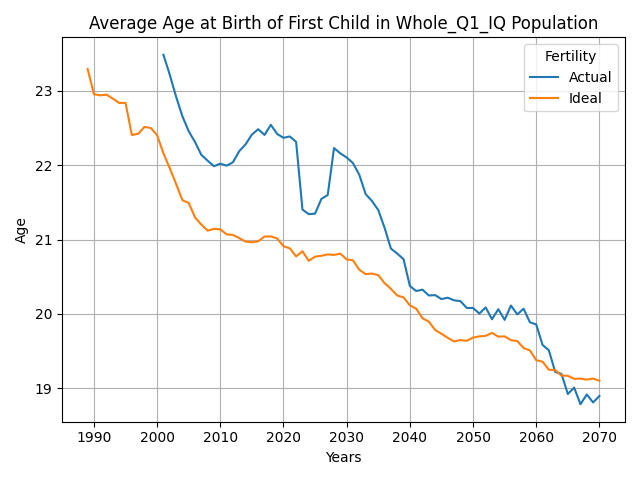 Average Age at Birth of First Child in Whole_Q1_IQ Population
Fertility
Actual
Ideal
Age
23
22
21
20
19
1990 2000 2010 2020 2030 2040 2050 2060 2070
Years